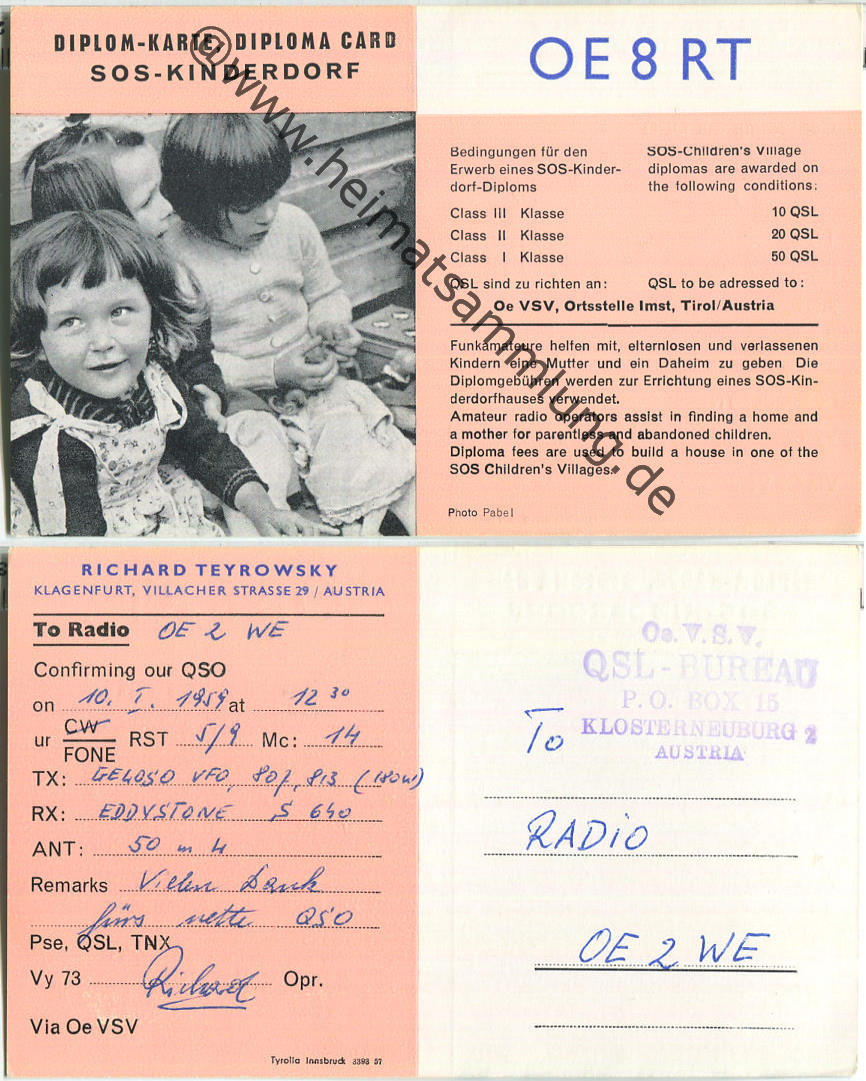 DIPLOM-KARTE, DIPLOMA CARD
SOS-KINDERDORF
OE 8 RT
Bedingungen für den
Erwerb eines SOS-Kinder-
dorf-Diploms
SOS-Children's Village
diplomas are awarded on
the following conditions:
Class III Klasse 10 QSL
Class II Klasse 20 QSL
Class I Klasse 50 QSL
QSL sind zu richten an: QSL to be adressed to:
Oe VSV, Ortsstelle Imst, Tirol/Austria
Funkamateure helfen mit, elternlosen und verlassenen
Kindern eine Mutter und ein Daheim zu geben Die
Diplomgebühren werden zur Errichtung eines SOS-Kin-
derdorfhauses verwendet.
Amateur radio operators assist in finding a home and
a mother for parentless and abandoned children.
Diploma fees are used to build a house in one of the
SOS Children's Villages.
Photo Pabel
©www.heimatsammlung.de
RICHARD TEYROWSKY
KLAGENFURT, VILLACHER STRASSE 29 / AUSTRIA
To Radio OE 2 WE
Confirming our QSO
on 10. I. 1959 at 12 30
ur CW FONE RST 5/9 Mc: 14
TX: GELOSO VFO, 807, 813 (180W)
RX: EDDYSTONE S 640
ANT: 50 m
Remarks Vielen Dank
fürs nette QSO
Pse, QSL, TNX
Vy 73 Richard Opr.
Via Oe VSV
Tyrolia Innsbruck 3393 57
Oe. V. S. V.
QSL-BUREAU
P. O. BOX 15
KLOSTERNEUBURG 2
AUSTRIA
To
RADIO
OE 2 WE